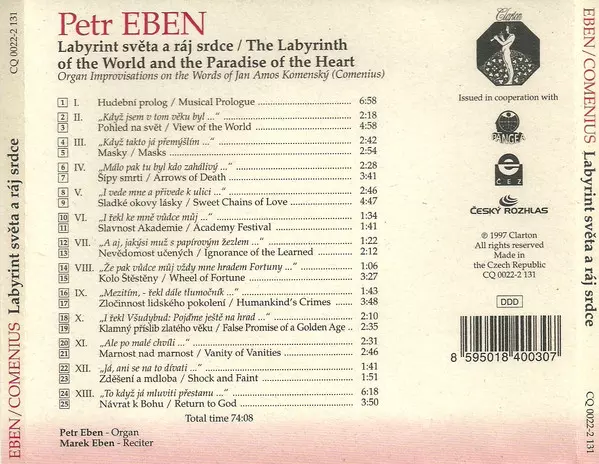 CQ 0022-2 131
EBEN/COMENIUS Labyrint světa a ráj srdce
Petr EBEN
Labyrint světa a ráj srdce / The Labyrinth
of the World and the Paradise of the Heart
Organ Improvisations on the Words of Jan Amos Komenský (Comenius)
1 I. Hudební prolog / Musical Prologue 6:58
2 II. „Když jsem v tom věku byl ..." 2:18
3 Pohled na svět / View of the World 4:58
4 III. „Když takto já přemýšlím ..." 2:42
5 Masky / Masks 2:54
6 IV. „Málo pak tu byl kdo zahálivý ..." 2:28
7 Šípy smrti / Arrows of Death 3:41
8 V. „I vede mne a přivede k ulici ..." 2:46
9 Sladké okovy lásky / Sweet Chains of Love 2:47
10 VI. „I řekl ke mně vůdce můj ..." 1:34
11 Slavnost Akademie / Academy Festival 2:41
12 VII. „A aj, jakýsi muž s papírovým žezlem ..." 1:22
13 Nevědomost učených / Ignorance of the Learned 2:12
14 VIII. „Že pak vůdce můj vždy mne hradem Fortuny ..." 1:06
15 Kolo Štěstěny / Wheel of Fortune 3:27
16 IX. „Mezitím, - řekl dále tlumočník ..." 2:43
17 Zločinnost lidského pokolení / Humankind's Crimes 3:48
18 X. „I řekl Všudybud: Pojďme ještě na hrad ..." 2:10
19 Klamný příslib zlatého věku / False Promise of a Golden Age 2:35
20 XI. „Ale po malé chvíli ..." 2:31
21 Marnost nad marnost / Vanity of Vanities 2:44
22 XII. „Já, ani se na to dívati ..." 1:24
23 Zděšení a mdloba / Shock and Faint 1:51
24 XIII. „To když já mluviti přestanu ..." 6:18
25 Návrat k Bohu / Return to God 3:50
Total time 74:08
Petr Eben - Organ
Marek Eben - Reciter
Clarton
Issued in cooperation with
PANGEA
ČEZ
ČESKÝ ROZHLAS
℗ 1997 Clarton
All rights reserved
Made in the
Czech Republic
CQ 0022-2 131
DDD
8 595018 400307
EBEN/COMENIUS Labyrint světa a ráj srdce
CQ 0022-2 131